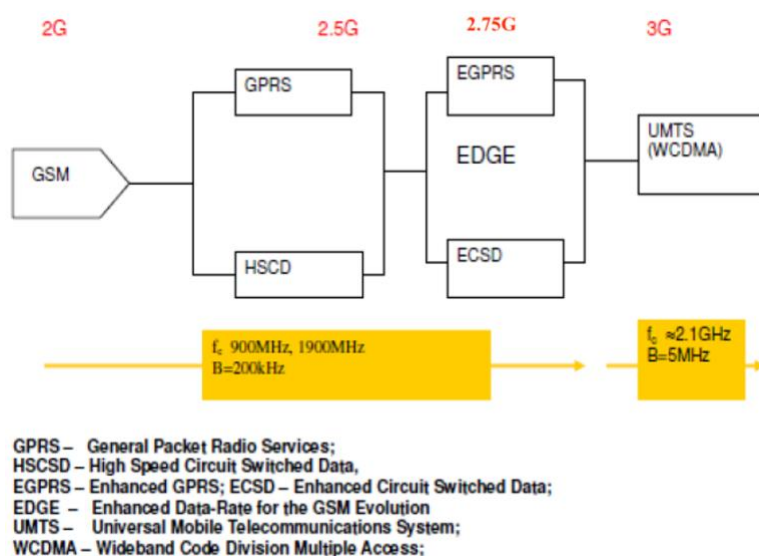 2G 2.5G 2.75G 3G
GPRS EGPRS
UMTS
(WCDMA)
EDGE
GSM
HSCD ECSD
f_c 900MHz, 1900MHz
B=200kHz
f_c ≈2.1GHz
B=5MHz
GPRS – General Packet Radio Services;
HSCSD – High Speed Circuit Switched Data,
EGPRS – Enhanced GPRS; ECSD – Enhanced Circuit Switched Data;
EDGE – Enhanced Data-Rate for the GSM Evolution
UMTS – Universal Mobile Telecommunications System;
WCDMA – Wideband Code Division Multiple Access;